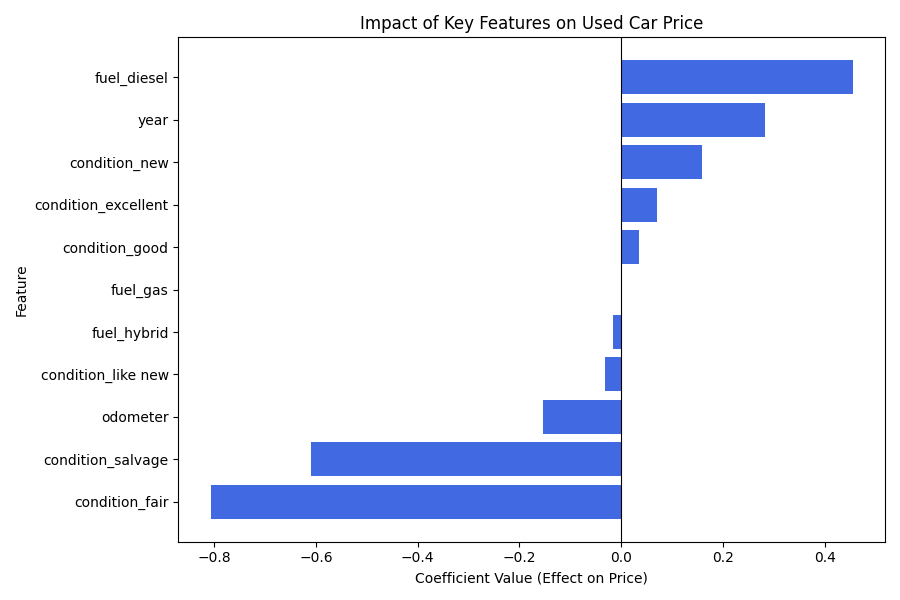 Impact of Key Features on Used Car Price
fuel_diesel
year
condition_new
condition_excellent
condition_good
fuel_gas
fuel_hybrid
condition_like new
odometer
condition_salvage
condition_fair
Feature
−0.8 −0.6 −0.4 −0.2 0.0 0.2 0.4
Coefficient Value (Effect on Price)